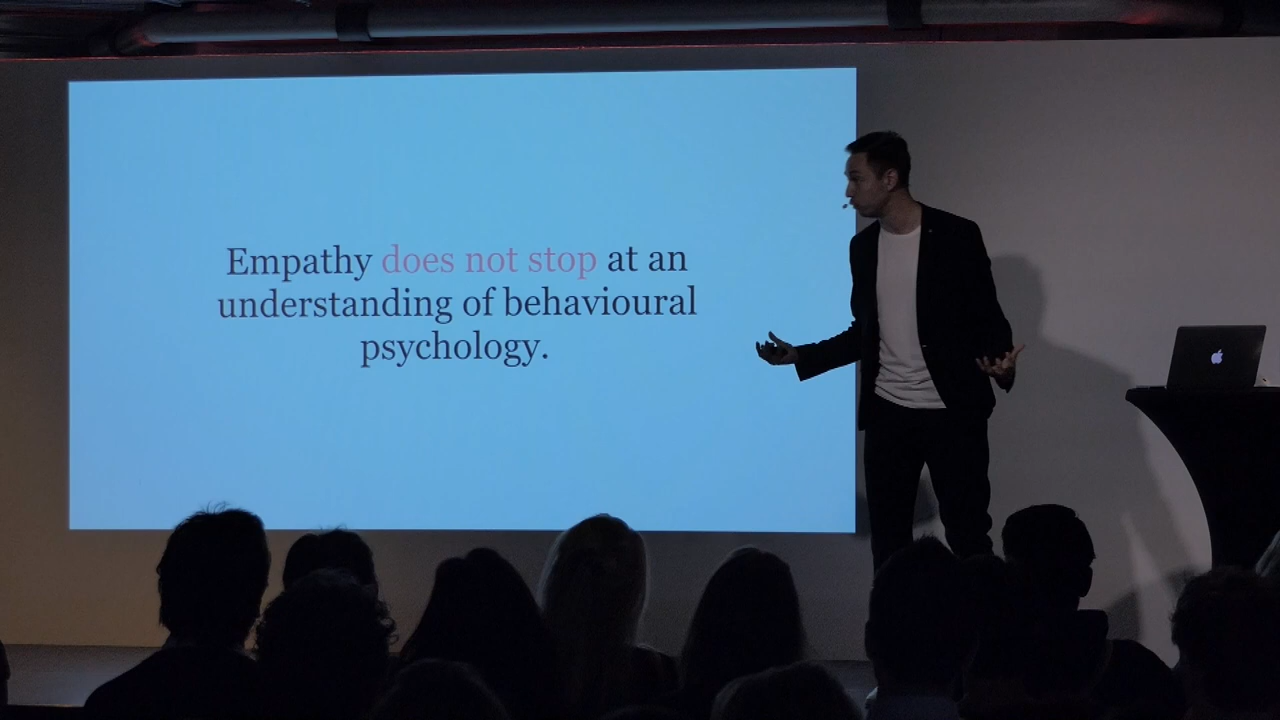 Empathy does not stop at an
understanding of behavioural
psychology.